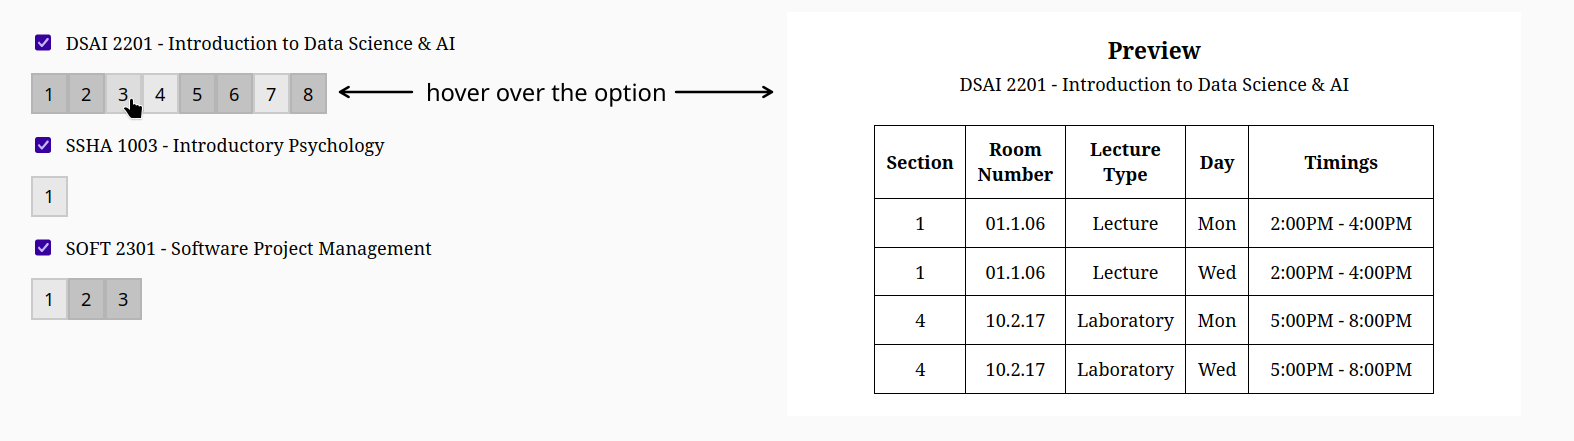 DSAI 2201 - Introduction to Data Science & AI
1 2 3 4 5 6 7 8
hover over the option
SSHA 1003 - Introductory Psychology
1
SOFT 2301 - Software Project Management
1 2 3
Preview
DSAI 2201 - Introduction to Data Science & AI
Section Room Number Lecture Type Day Timings
1 01.1.06 Lecture Mon 2:00PM - 4:00PM
1 01.1.06 Lecture Wed 2:00PM - 4:00PM
4 10.2.17 Laboratory Mon 5:00PM - 8:00PM
4 10.2.17 Laboratory Wed 5:00PM - 8:00PM